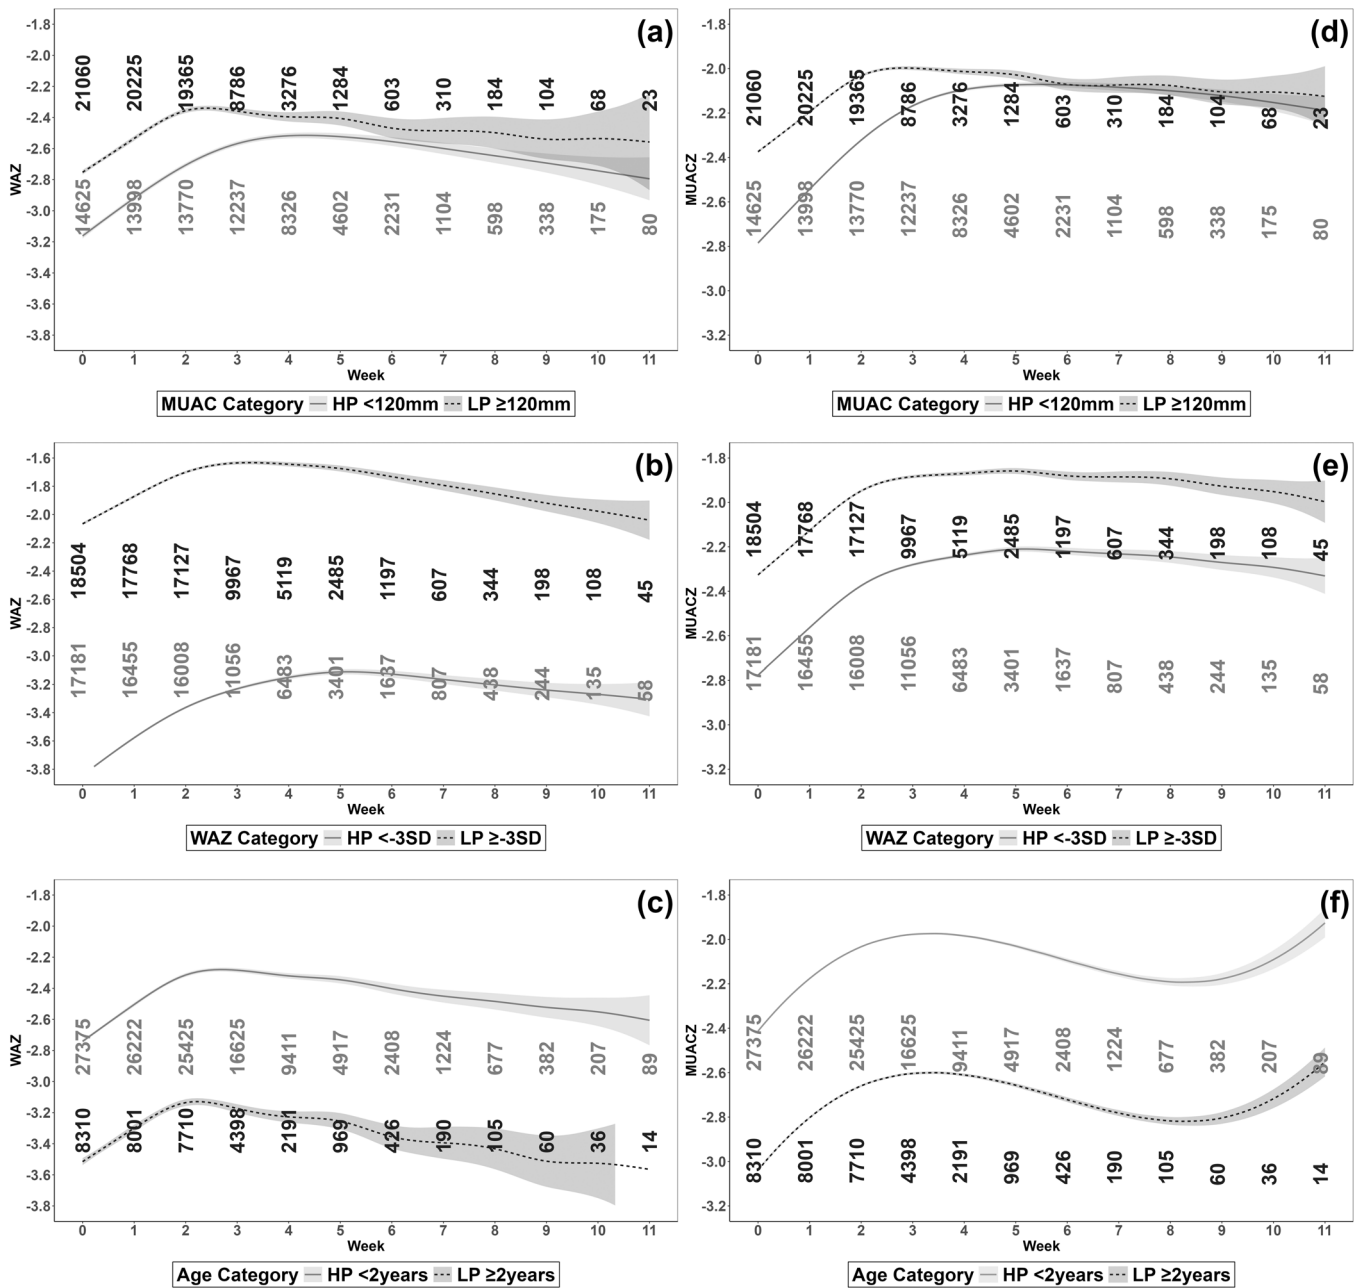 (a)
-1.8
-2.0
-2.2
-2.4
-2.6
-2.8
-3.0
-3.2
-3.4
-3.6
-3.8
WAZ
21060 20225 19365 8786 3276 1284 603 310 184 104 68 23
14625 13998 13770 12237 8326 4602 2231 1104 598 338 175 80
0 1 2 3 4 5 6 7 8 9 10 11
Week
MUAC Category HP <120mm LP ≥120mm
(d)
-1.8
-2.0
-2.2
-2.4
-2.6
-2.8
-3.0
-3.2
MUACZ
21060 20225 19365 8786 3276 1284 603 310 184 104 68 23
14625 13998 13770 12237 8326 4602 2231 1104 598 338 175 80
0 1 2 3 4 5 6 7 8 9 10 11
Week
MUAC Category HP <120mm LP ≥120mm
(b)
-1.6
-1.8
-2.0
-2.2
-2.4
-2.6
-2.8
-3.0
-3.2
-3.4
-3.6
-3.8
WAZ
18504 17768 17127 9967 5119 2485 1197 607 344 198 108 45
17181 16455 16008 11056 6483 3401 1637 807 438 244 135 58
0 1 2 3 4 5 6 7 8 9 10 11
Week
WAZ Category HP <-3SD LP ≥-3SD
(e)
-1.8
-2.0
-2.2
-2.4
-2.6
-2.8
-3.0
-3.2
MUACZ
18504 17768 17127 9967 5119 2485 1197 607 344 198 108 45
17181 16455 16008 11056 6483 3401 1637 807 438 244 135 58
0 1 2 3 4 5 6 7 8 9 10 11
Week
WAZ Category HP <-3SD LP ≥-3SD
(c)
-1.8
-2.0
-2.2
-2.4
-2.6
-2.8
-3.0
-3.2
-3.4
-3.6
-3.8
WAZ
27375 26222 25425 16625 9411 4917 2408 1224 677 382 207 89
8310 8001 7710 4398 2191 969 426 190 105 60 36 14
0 1 2 3 4 5 6 7 8 9 10 11
Week
Age Category HP <2years LP ≥2years
(f)
-1.8
-2.0
-2.2
-2.4
-2.6
-2.8
-3.0
-3.2
MUACZ
27375 26222 25425 16625 9411 4917 2408 1224 677 382 207 89
8310 8001 7710 4398 2191 969 426 190 105 60 36 14
0 1 2 3 4 5 6 7 8 9 10 11
Week
Age Category HP <2years LP ≥2years